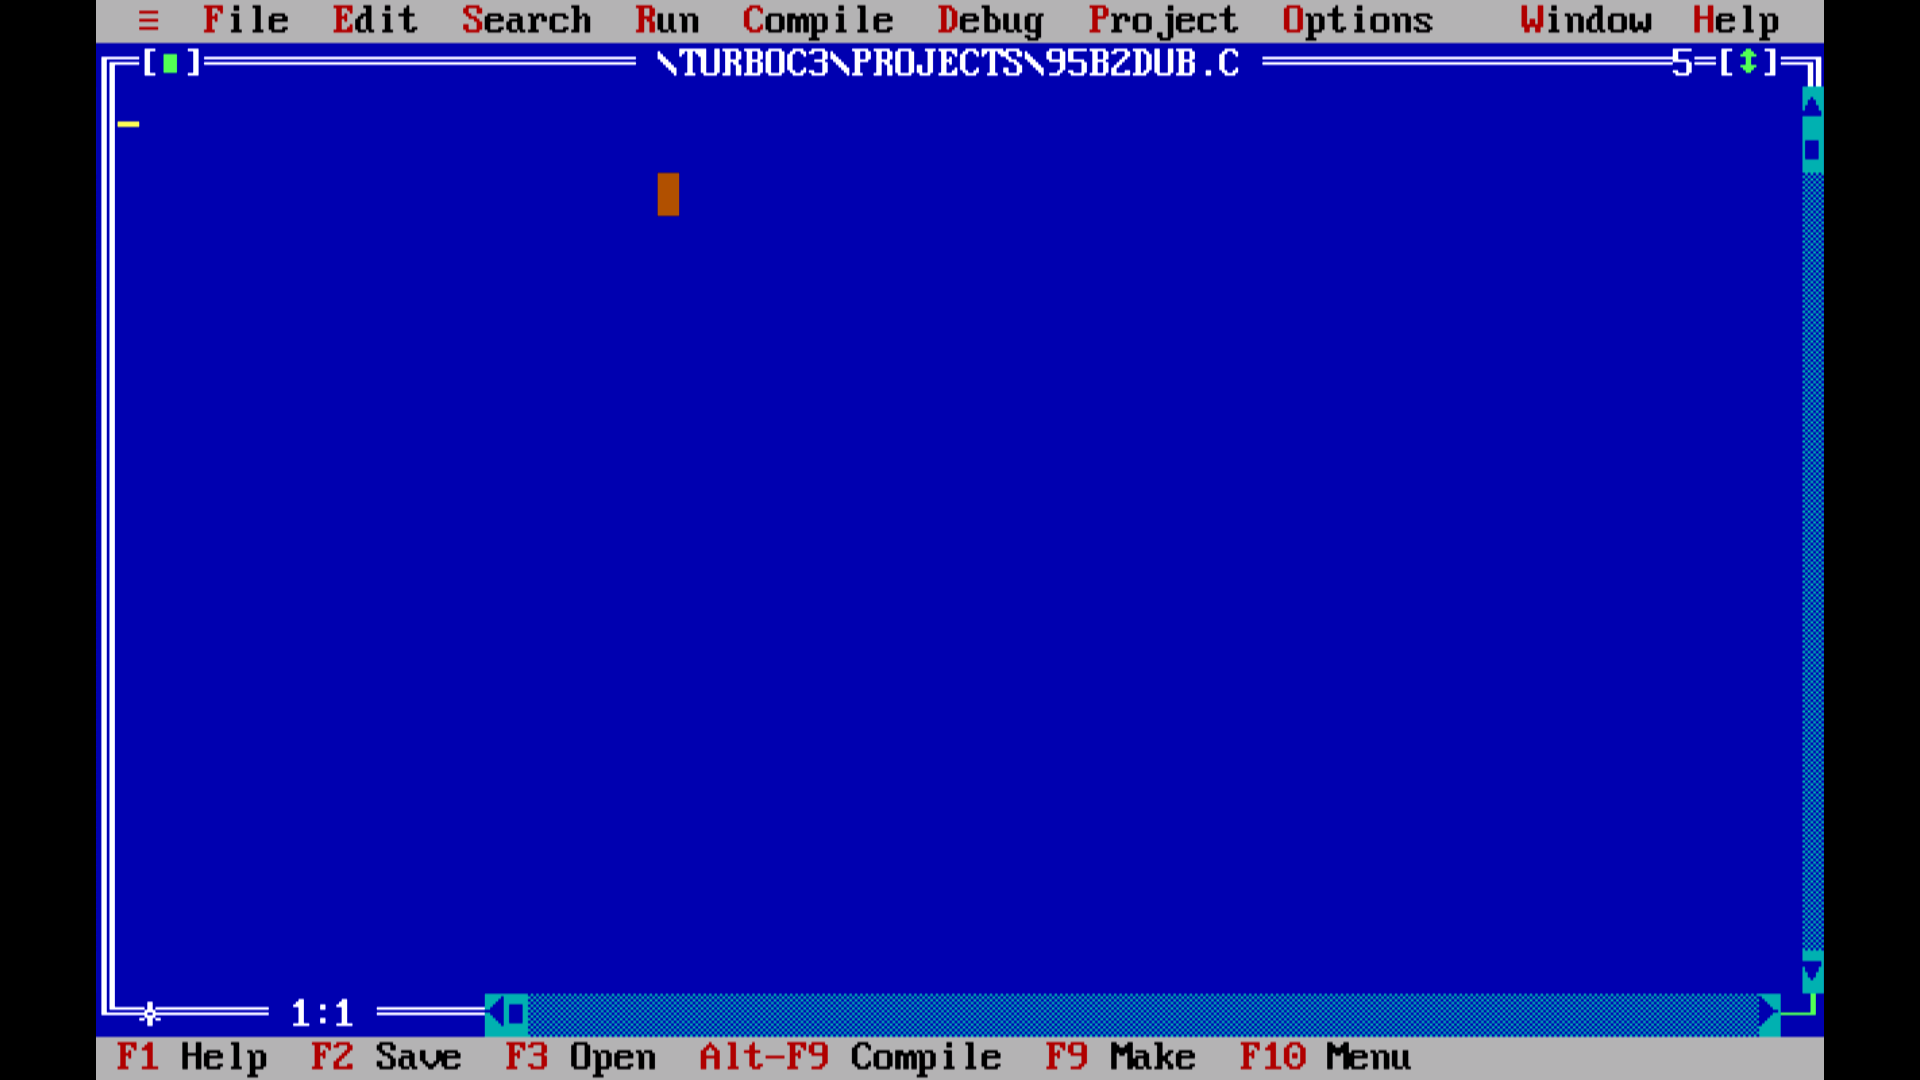 ≡ File Edit Search Run Compile Debug Project Options Window Help
[■] \TURBOC3\PROJECTS\95B2DUB.C 5=[↕]
1:1
F1 Help F2 Save F3 Open Alt-F9 Compile F9 Make F10 Menu